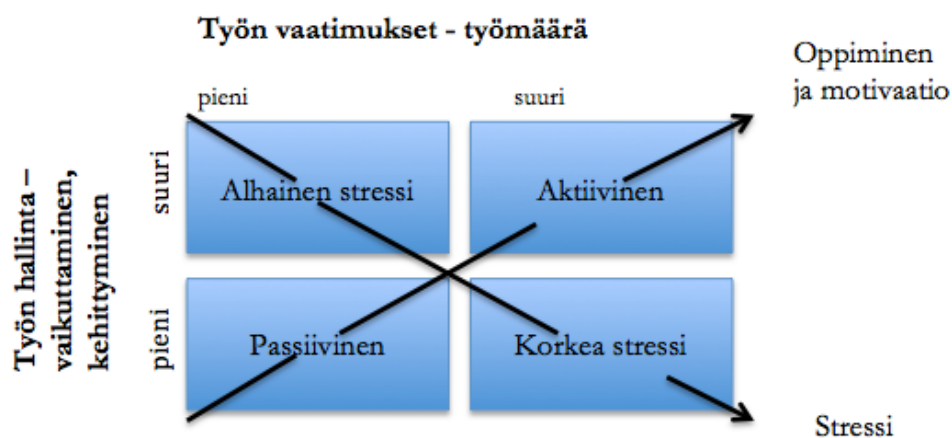 Työn vaatimukset - työmäärä
Oppiminen
ja motivaatio
pieni
suuri
Työn hallinta –
vaikuttaminen,
kehittyminen
suuri
Alhainen stressi
Aktiivinen
pieni
Passiivinen
Korkea stressi
Stressi